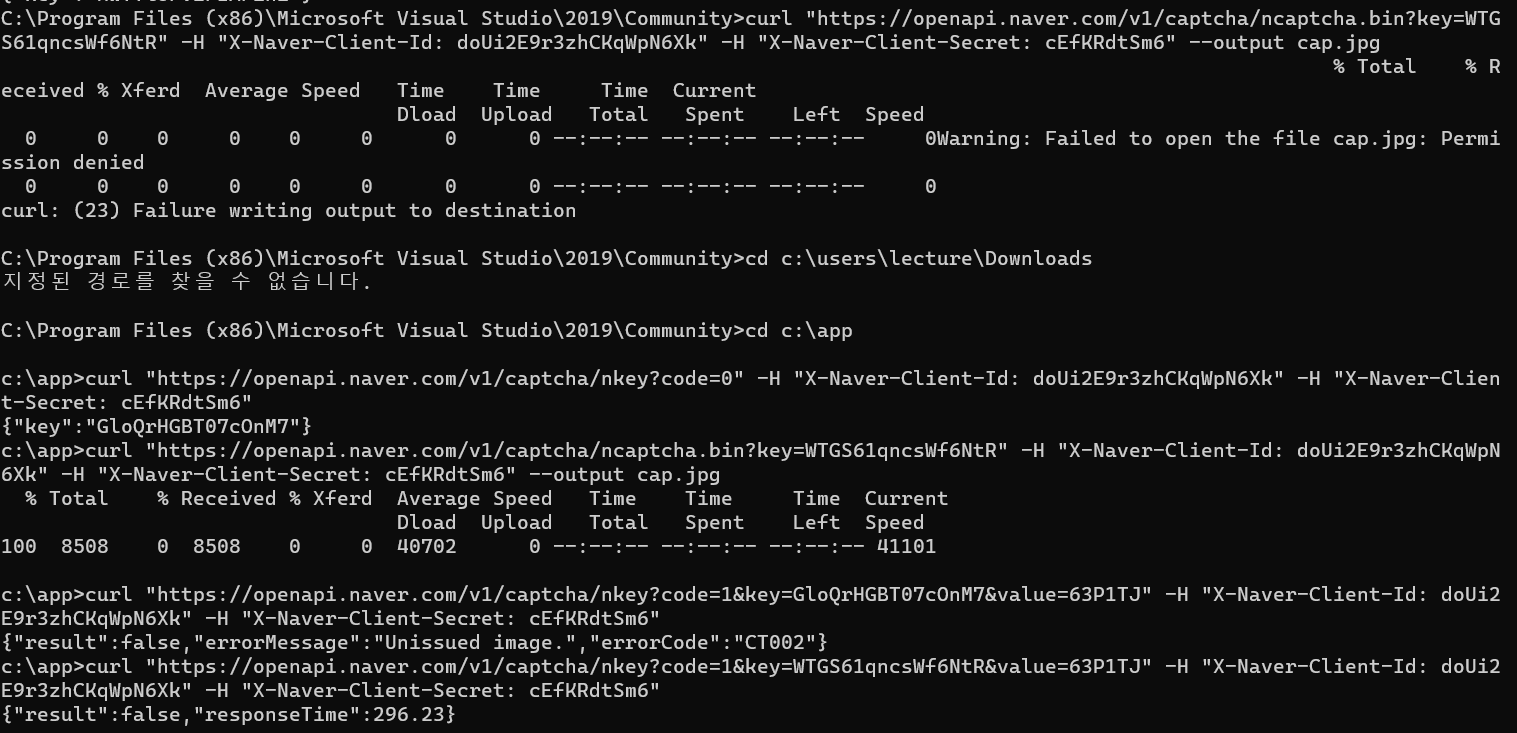 C:\Program Files (x86)\Microsoft Visual Studio\2019\Community>curl "https://openapi.naver.com/v1/captcha/ncaptcha.bin?key=WTG
S61qncsWf6NtR" -H "X-Naver-Client-Id: doUi2E9r3zhCKqWpN6Xk" -H "X-Naver-Client-Secret: cEfKRdtSm6" --output cap.jpg
% Total    % R
eceived % Xferd  Average Speed   Time    Time     Time  Current
Dload  Upload   Total   Spent    Left  Speed
0     0    0     0    0     0      0      0 --:--:-- --:--:-- --:--:--     0Warning: Failed to open the file cap.jpg: Permi
ssion denied
0     0    0     0    0     0      0      0 --:--:-- --:--:-- --:--:--     0
curl: (23) Failure writing output to destination
C:\Program Files (x86)\Microsoft Visual Studio\2019\Community>cd c:\users\lecture\Downloads
지정된 경로를 찾을 수 없습니다.
C:\Program Files (x86)\Microsoft Visual Studio\2019\Community>cd c:\app
c:\app>curl "https://openapi.naver.com/v1/captcha/nkey?code=0" -H "X-Naver-Client-Id: doUi2E9r3zhCKqWpN6Xk" -H "X-Naver-Clien
t-Secret: cEfKRdtSm6"
{"key":"GloQrHGBT07cOnM7"}
c:\app>curl "https://openapi.naver.com/v1/captcha/ncaptcha.bin?key=WTGS61qncsWf6NtR" -H "X-Naver-Client-Id: doUi2E9r3zhCKqWpN
6Xk" -H "X-Naver-Client-Secret: cEfKRdtSm6" --output cap.jpg
% Total    % Received % Xferd  Average Speed   Time    Time     Time  Current
Dload  Upload   Total   Spent    Left  Speed
100  8508    0  8508    0     0  40702      0 --:--:-- --:--:-- --:--:-- 41101
c:\app>curl "https://openapi.naver.com/v1/captcha/nkey?code=1&key=GloQrHGBT07cOnM7&value=63P1TJ" -H "X-Naver-Client-Id: doUi2
E9r3zhCKqWpN6Xk" -H "X-Naver-Client-Secret: cEfKRdtSm6"
{"result":false,"errorMessage":"Unissued image.","errorCode":"CT002"}
c:\app>curl "https://openapi.naver.com/v1/captcha/nkey?code=1&key=WTGS61qncsWf6NtR&value=63P1TJ" -H "X-Naver-Client-Id: doUi2
E9r3zhCKqWpN6Xk" -H "X-Naver-Client-Secret: cEfKRdtSm6"
{"result":false,"responseTime":296.23}